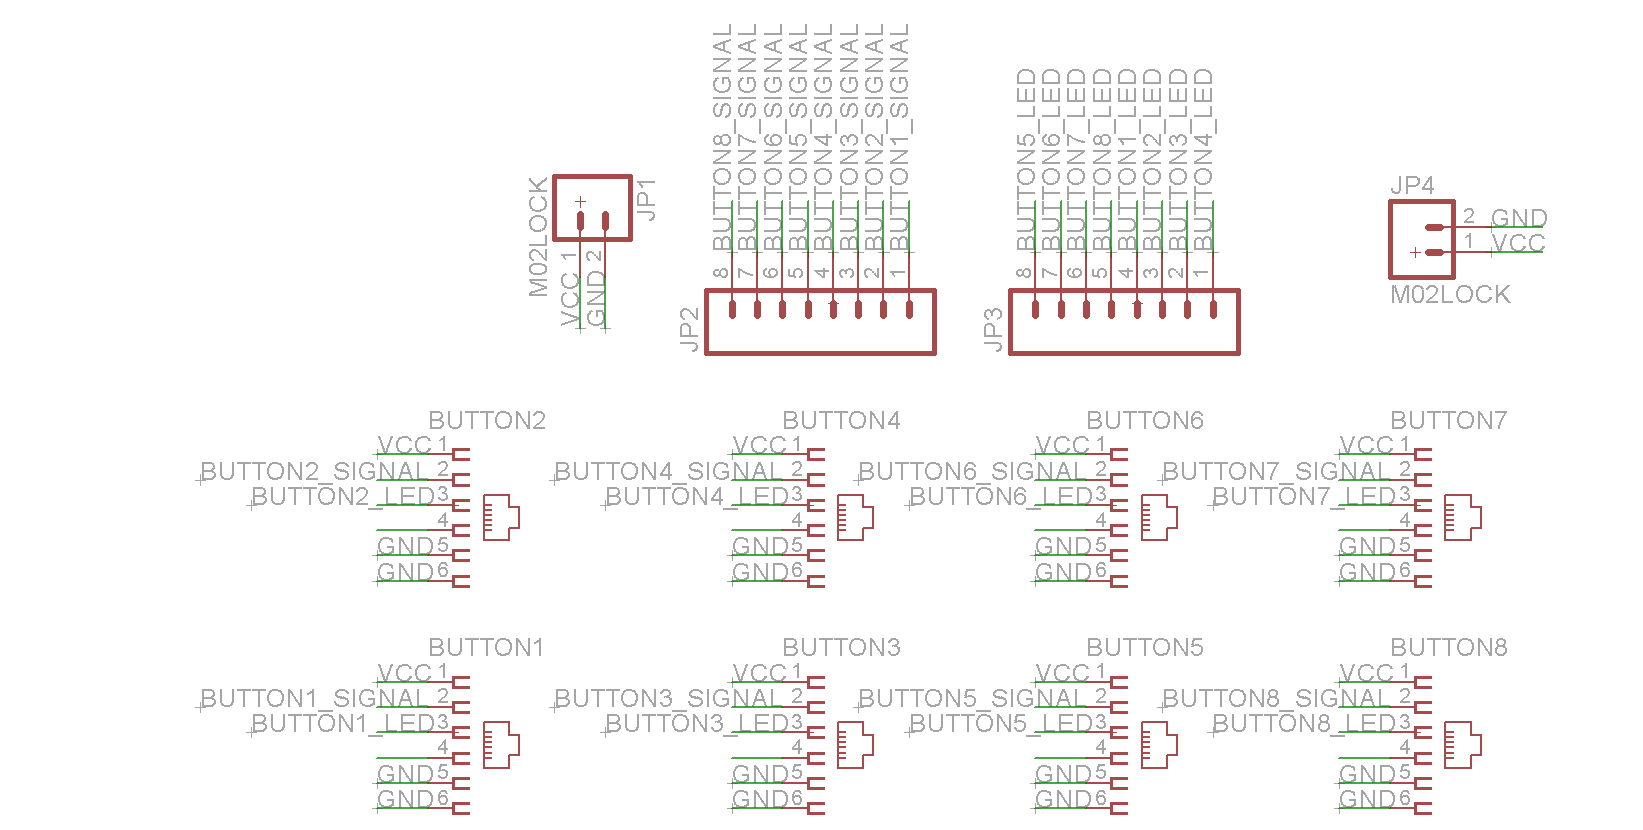 BUTTON8_SIGNAL
BUTTON7_SIGNAL
BUTTON6_SIGNAL
BUTTON5_SIGNAL
BUTTON4_SIGNAL
BUTTON3_SIGNAL
BUTTON2_SIGNAL
BUTTON1_SIGNAL
BUTTON5_LED
BUTTON6_LED
BUTTON7_LED
BUTTON8_LED
BUTTON1_LED
BUTTON2_LED
BUTTON3_LED
BUTTON4_LED
M02LOCK
JP1
VCC 1
GND 2
8 7 6 5 4 3 2 1
JP2
8 7 6 5 4 3 2 1
JP3
JP4
2 GND
1 VCC
M02LOCK
BUTTON2
VCC 1
BUTTON2_SIGNAL 2
BUTTON2_LED 3
4
GND 5
GND 6
BUTTON4
VCC 1
BUTTON4_SIGNAL 2
BUTTON4_LED 3
4
GND 5
GND 6
BUTTON6
VCC 1
BUTTON6_SIGNAL 2
BUTTON6_LED 3
4
GND 5
GND 6
BUTTON7
VCC 1
BUTTON7_SIGNAL 2
BUTTON7_LED 3
4
GND 5
GND 6
BUTTON1
VCC 1
BUTTON1_SIGNAL 2
BUTTON1_LED 3
4
GND 5
GND 6
BUTTON3
VCC 1
BUTTON3_SIGNAL 2
BUTTON3_LED 3
4
GND 5
GND 6
BUTTON5
VCC 1
BUTTON5_SIGNAL 2
BUTTON5_LED 3
4
GND 5
GND 6
BUTTON8
VCC 1
BUTTON8_SIGNAL 2
BUTTON8_LED 3
4
GND 5
GND 6